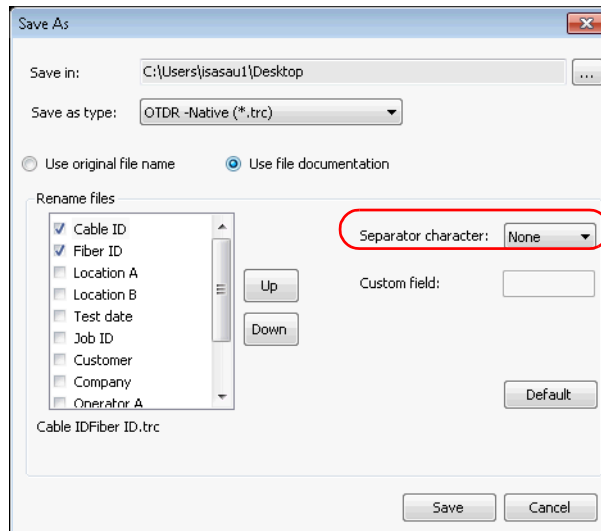 Save As
Save in: C:\Users\isasau1\Desktop ...
Save as type: OTDR -Native (*.trc)
Use original file name Use file documentation
Rename files
Cable ID
Fiber ID
Location A
Location B
Test date
Job ID
Customer
Company
Operator A
Up
Down
Separator character: None
Custom field:
Default
Cable IDFiber ID.trc
Save Cancel